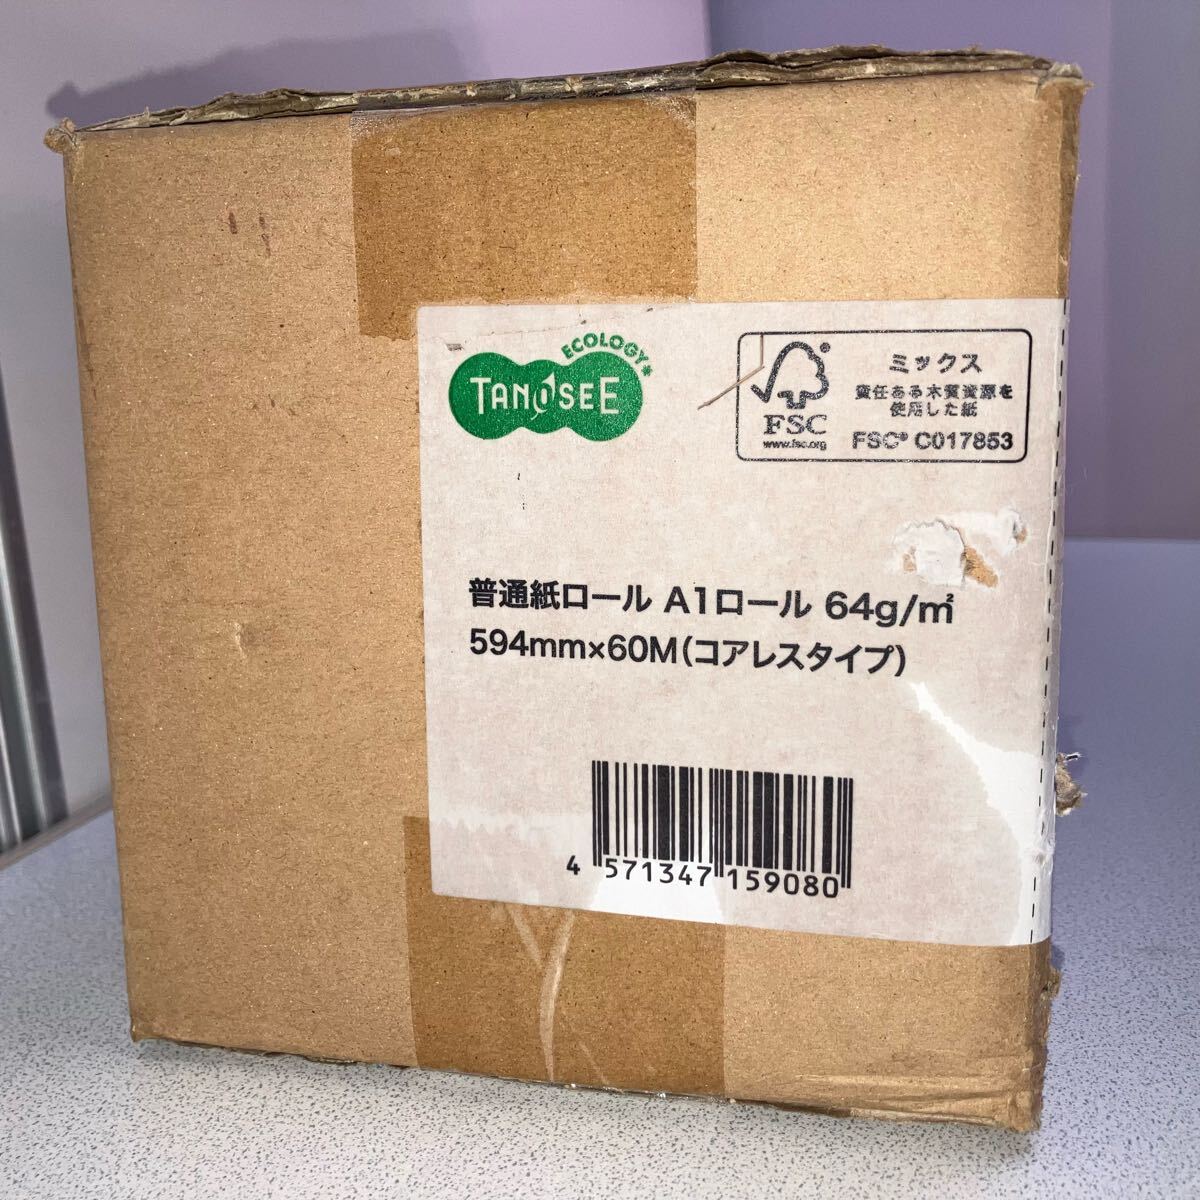 ECOLOGY
TANOSEE
FSC
www.fsc.org
ミックス
責任ある木質資源を
使用した紙
FSC® C017853
普通紙ロール A1ロール 64g/㎡
594mm×60M(コアレスタイプ)
4 571347 159080